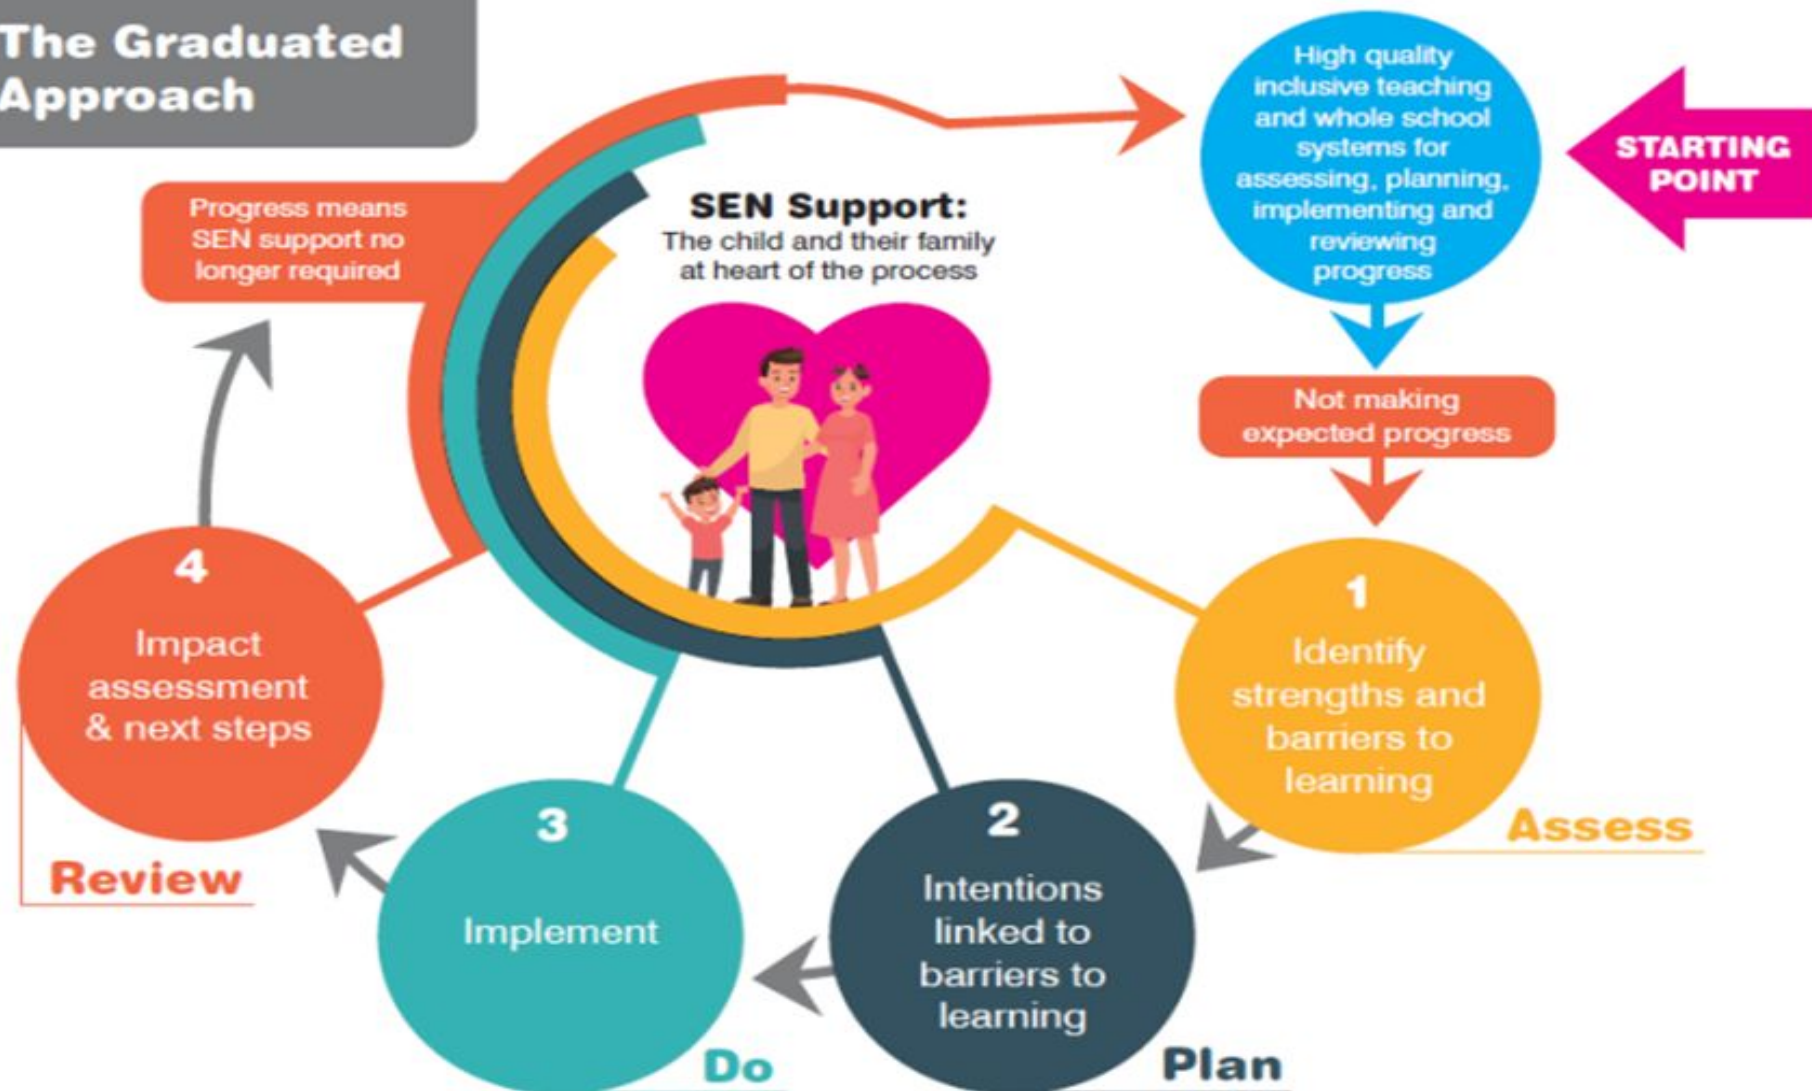 The Graduated
Approach
High quality
inclusive teaching
and whole school
systems for
assessing, planning,
implementing and
reviewing
progress
STARTING
POINT
Progress means
SEN support no
longer required
SEN Support:
The child and their family
at heart of the process
Not making
expected progress
1
Identify
strengths and
barriers to
learning
Assess
2
Intentions
linked to
barriers to
learning
Plan
3
Implement
Do
4
Impact
assessment
& next steps
Review